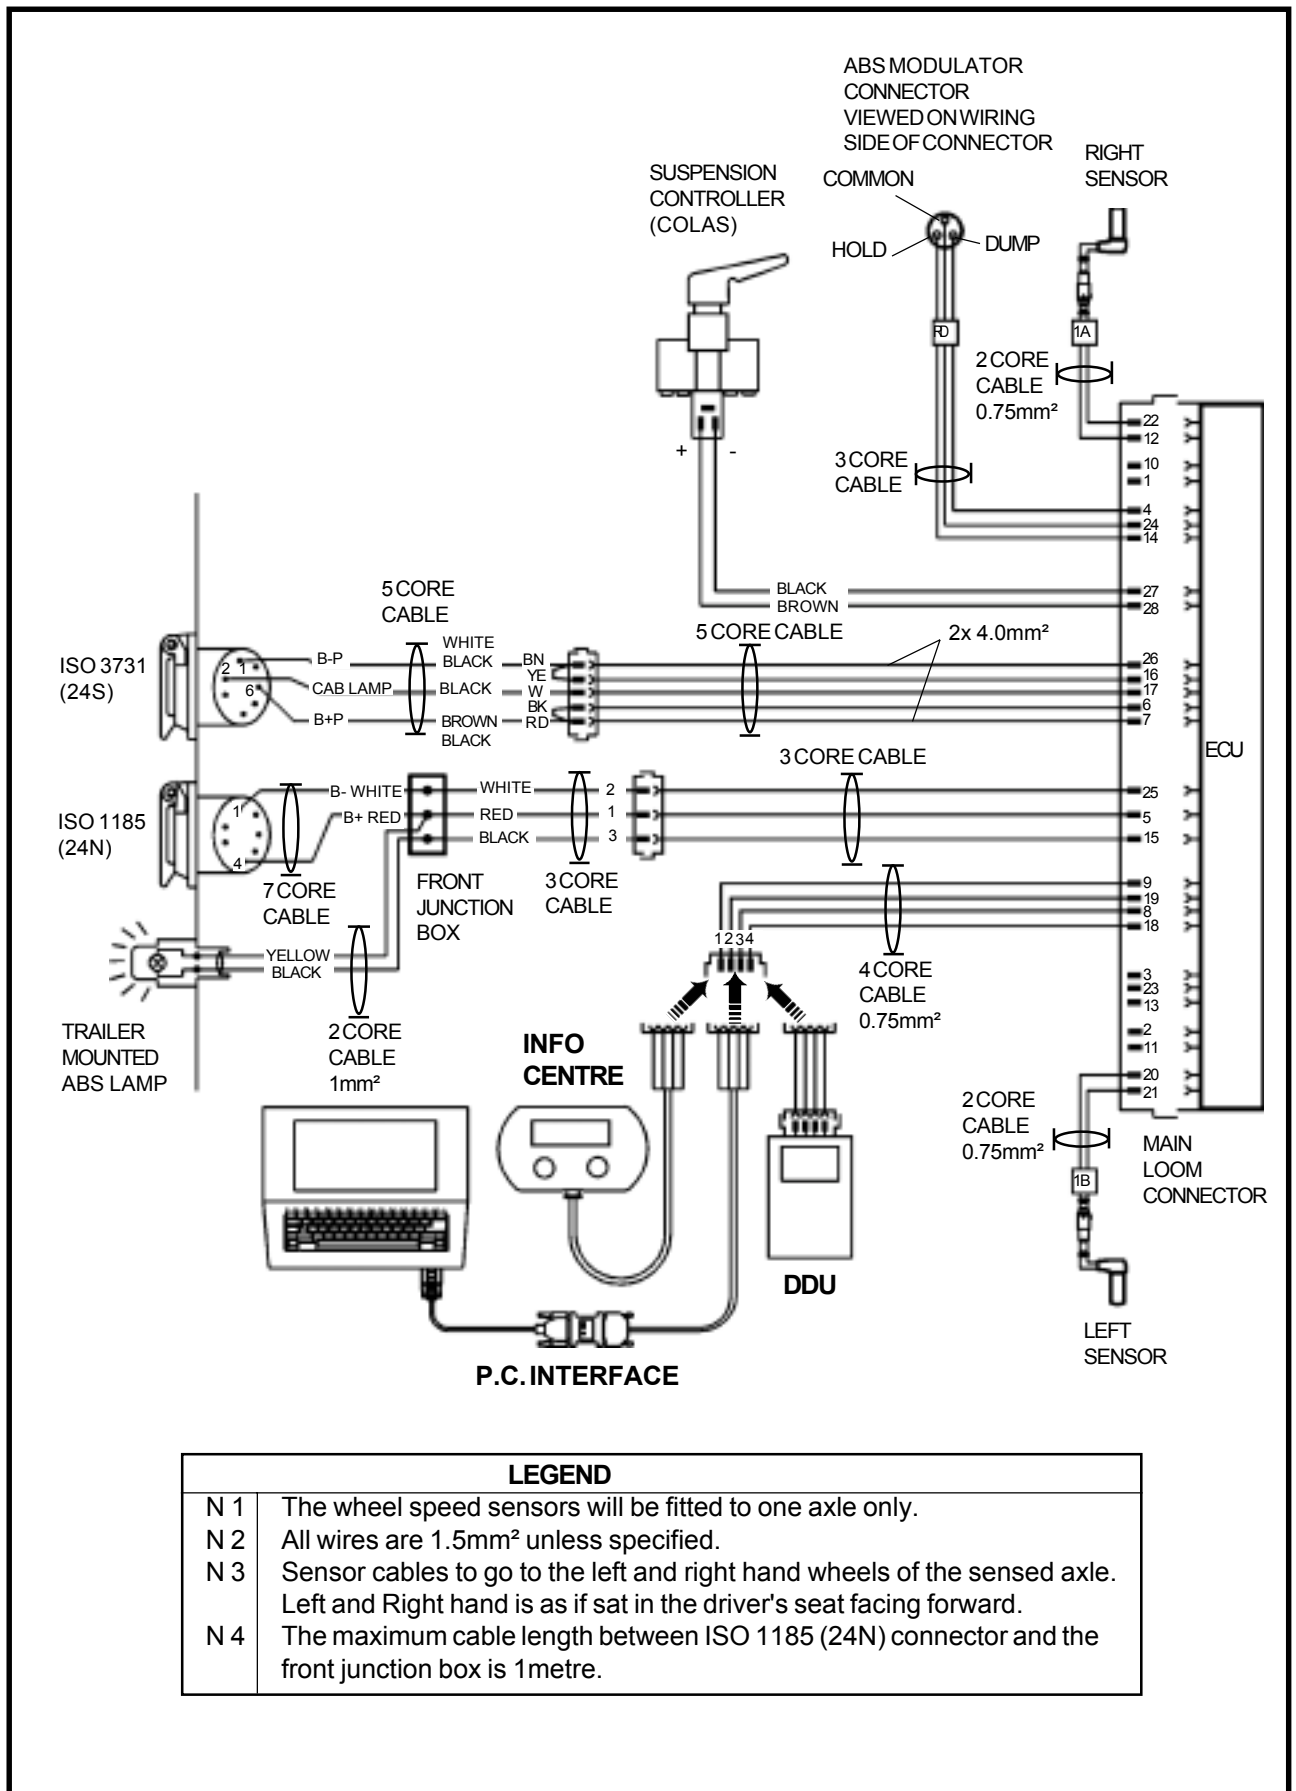 ABS MODULATOR
CONNECTOR
VIEWED ON WIRING
SIDE OF CONNECTOR
RIGHT
SENSOR
SUSPENSION
CONTROLLER
(COLAS)
COMMON
HOLD
DUMP
RD
1A
2 CORE
CABLE
0.75mm²
+
-
3 CORE
CABLE
22
12
10
1
4
24
14
27
28
BLACK
BROWN
5 CORE
CABLE
5 CORE CABLE
2x 4.0mm²
ISO 3731
(24S)
2
1
6
B-P
CAB LAMP
B+P
WHITE
BLACK
BLACK
BROWN
BLACK
BN
YE
W
BK
RD
26
16
17
6
7
ECU
3 CORE CABLE
ISO 1185
(24N)
1
4
B- WHITE
B+ RED
WHITE
RED
BLACK
2
1
3
25
5
15
7 CORE
CABLE
FRONT
JUNCTION
BOX
3 CORE
CABLE
9
19
8
18
1234
4 CORE
CABLE
0.75mm²
YELLOW
BLACK
3
23
13
2
11
20
21
TRAILER
MOUNTED
ABS LAMP
2 CORE
CABLE
1mm²
INFO
CENTRE
2 CORE
CABLE
0.75mm²
1B
MAIN
LOOM
CONNECTOR
DDU
LEFT
SENSOR
P.C. INTERFACE
LEGEND
N 1 The wheel speed sensors will be fitted to one axle only.
N 2 All wires are 1.5mm² unless specified.
N 3 Sensor cables to go to the left and right hand wheels of the sensed axle.
Left and Right hand is as if sat in the driver's seat facing forward.
N 4 The maximum cable length between ISO 1185 (24N) connector and the
front junction box is 1metre.